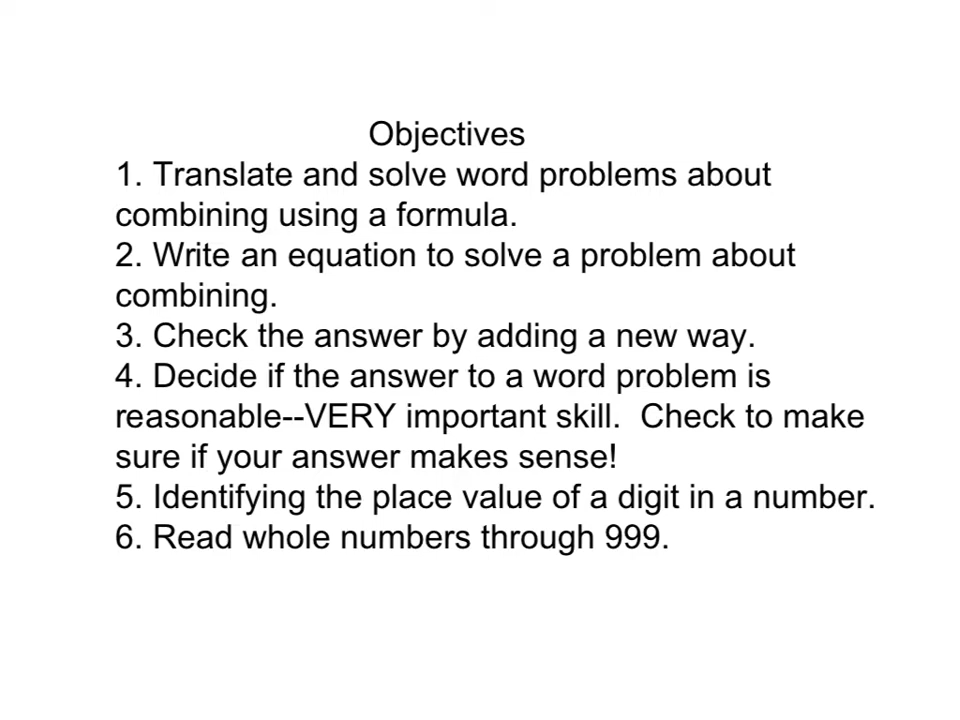 Objectives
1. Translate and solve word problems about
combining using a formula.
2. Write an equation to solve a problem about
combining.
3. Check the answer by adding a new way.
4. Decide if the answer to a word problem is
reasonable--VERY important skill.  Check to make
sure if your answer makes sense!
5. Identifying the place value of a digit in a number.
6. Read whole numbers through 999.